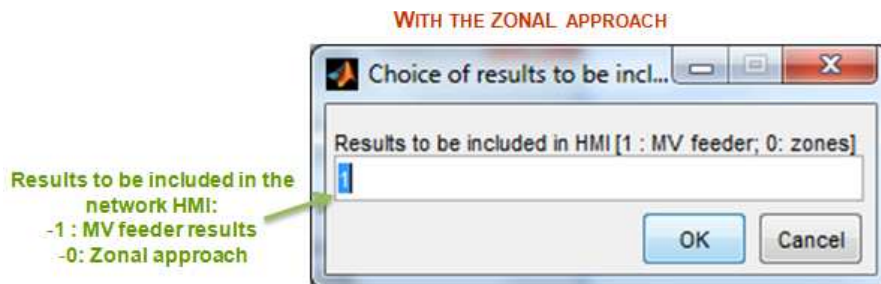 WITH THE ZONAL APPROACH
Choice of results to be incl...
Results to be included in HMI [1 : MV feeder; 0: zones]
1
Results to be included in the
network HMI:
-1 : MV feeder results
-0: Zonal approach
OK
Cancel